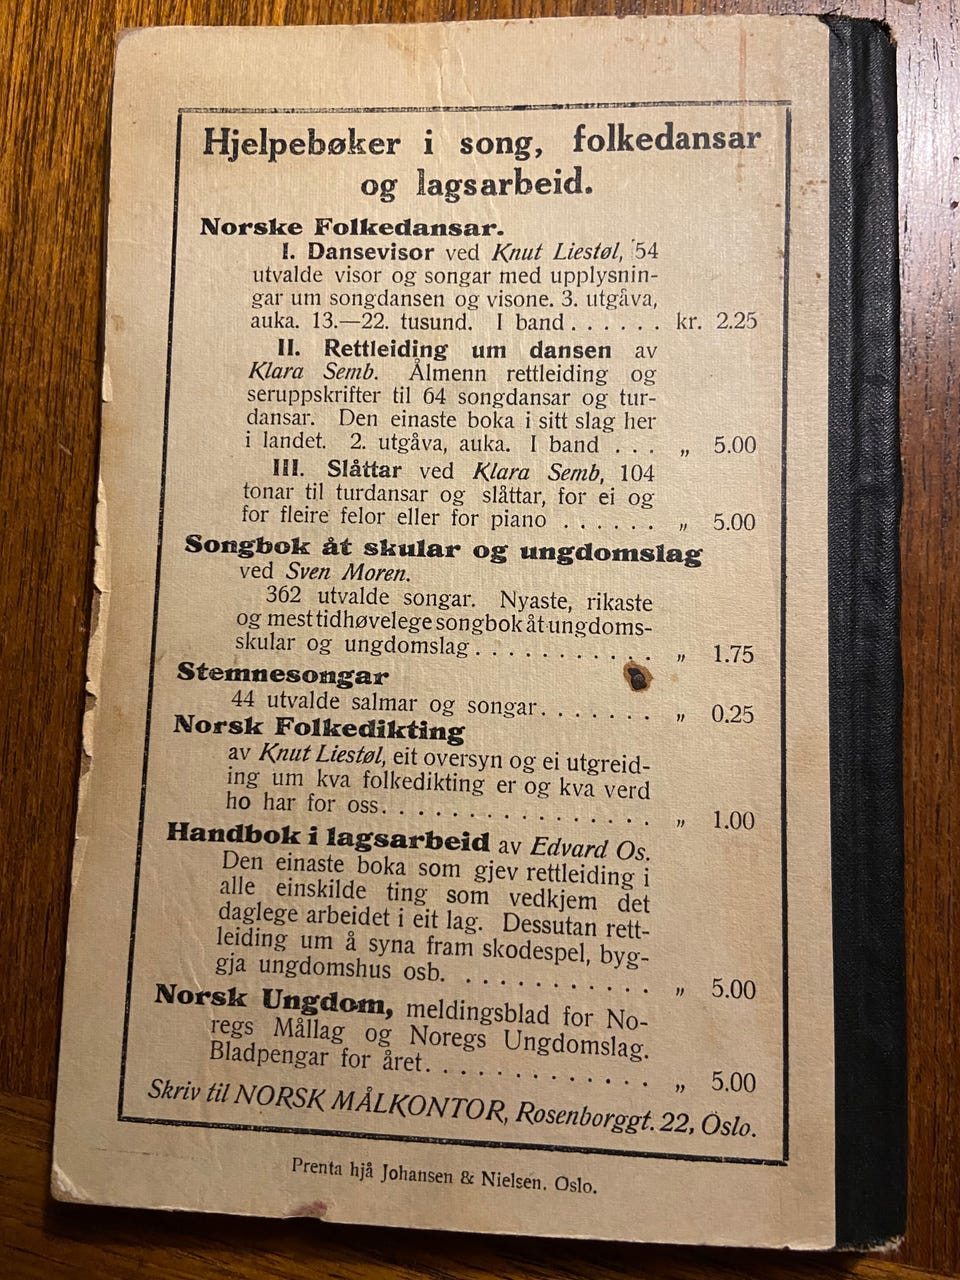 Hjelpebøker i song, folkedansar
og lagsarbeid.
Norske Folkedansar.
I. Dansevisor ved Knut Liestøl, 54
utvalde visor og songar med upplysnin-
gar um songdansen og visone. 3. utgåva,
auka. 13.—22. tusund. I band . . . . . . kr. 2.25
II. Rettleiding um dansen av
Klara Semb. Ålmenn rettleiding og
seruppskrifter til 64 songdansar og tur-
dansar. Den einaste boka i sitt slag her
i landet. 2. utgåva, auka. I band . . . „ 5.00
III. Slåttar ved Klara Semb, 104
tonar til turdansar og slåttar, for ei og
for fleire felor eller for piano . . . . . . „ 5.00
Songbok åt skular og ungdomslag
ved Sven Moren.
362 utvalde songar. Nyaste, rikaste
og mest tidhøvelege songbok åt ungdoms-
skular og ungdomslag . . . . . . . . . . . „ 1.75
Stemnesongar
44 utvalde salmar og songar. . . . . . . „ 0.25
Norsk Folkedikting
av Knut Liestøl, eit oversyn og ei utgreid-
ing um kva folkedikting er og kva verd
ho har for oss. . . . . . . . . . . . . . . . „ 1.00
Handbok i lagsarbeid av Edvard Os.
Den einaste boka som gjev rettleiding i
alle einskilde ting som vedkjem det
daglege arbeidet i eit lag. Dessutan rett-
leiding um å syna fram skodespel, byg-
gja ungdomshus osb. . . . . . . . . . . . „ 5.00
Norsk Ungdom, meldingsblad for No-
regs Mållag og Noregs Ungdomslag.
Bladpengar for året. . . . . . . . . . . . . „ 5.00
Skriv til NORSK MÅLKONTOR, Rosenborggt. 22, Oslo.
Prenta hjå Johansen & Nielsen. Oslo.